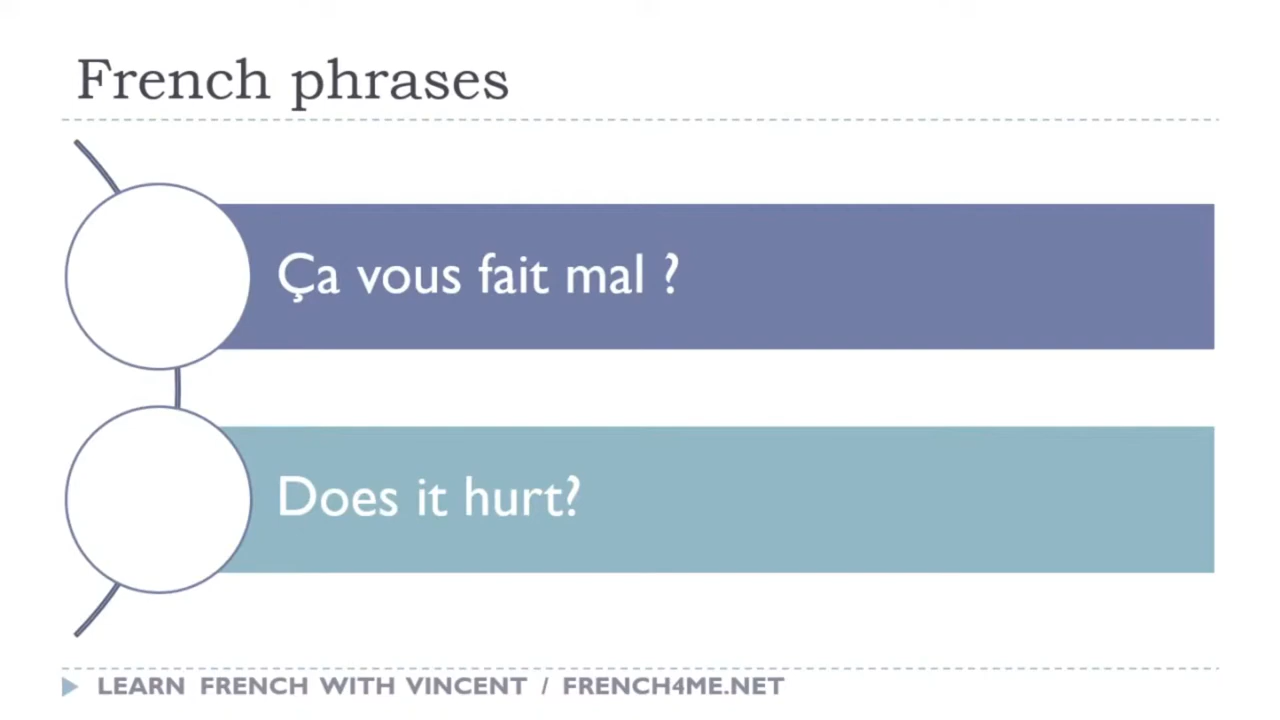 French phrases
Ça vous fait mal ?
Does it hurt?
LEARN FRENCH WITH VINCENT / FRENCH4ME.NET